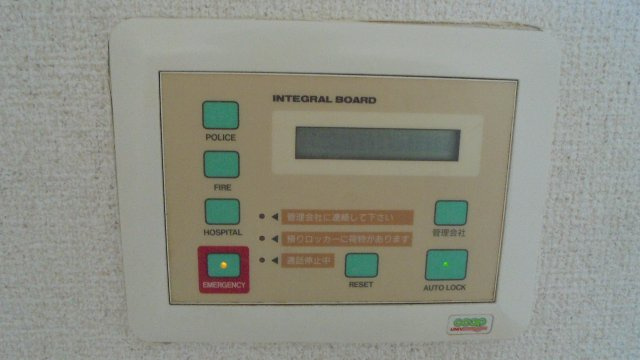 INTEGRAL BOARD
POLICE
FIRE
HOSPITAL
EMERGENCY
管理会社に連絡して下さい
預りロッカーに荷物があります
通話停止中
RESET
管理会社
AUTO LOCK